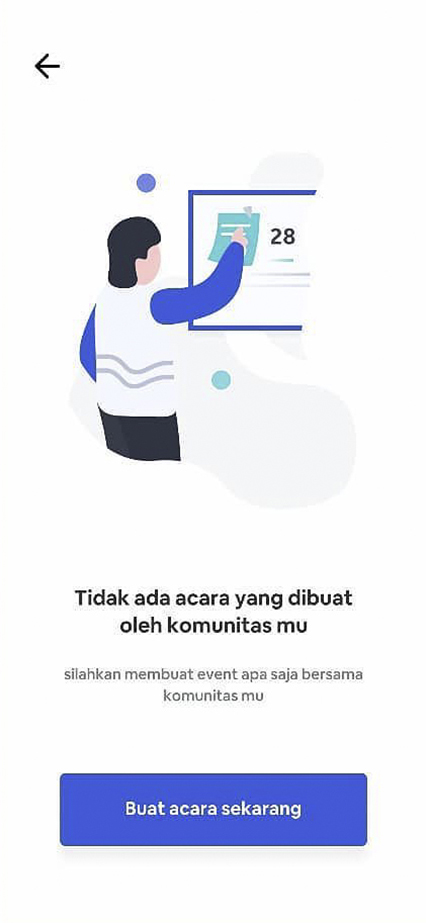 28
Tidak ada acara yang dibuat
oleh komunitas mu
silahkan membuat event apa saja bersama
komunitas mu
Buat acara sekarang